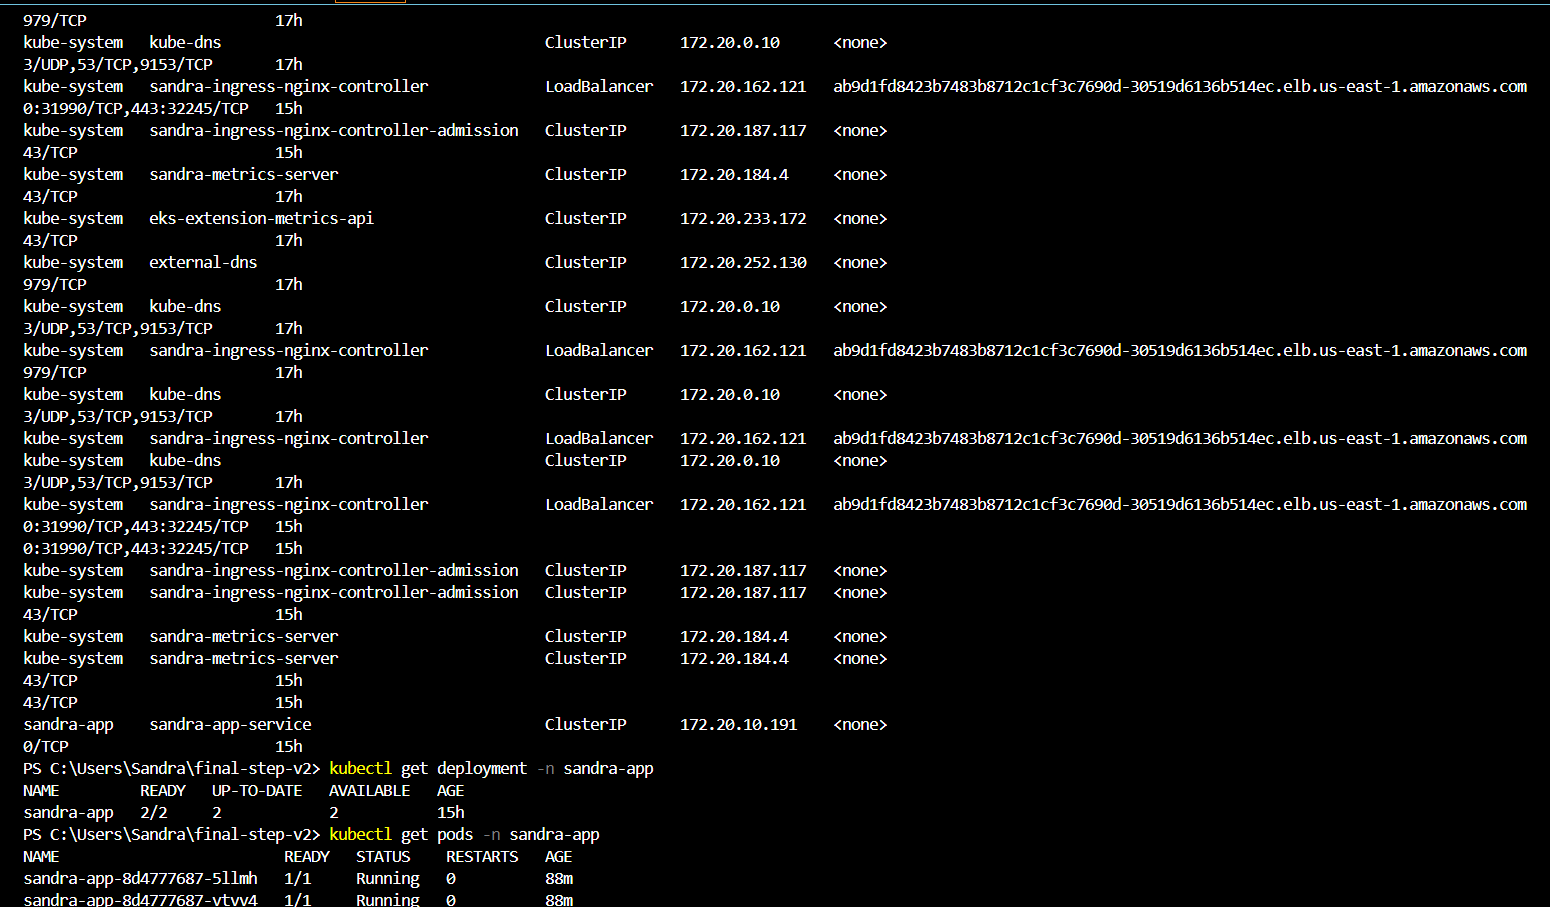 979/TCP                     17h
kube-system   kube-dns                                    ClusterIP      172.20.0.10      <none>
3/UDP,53/TCP,9153/TCP       17h
kube-system   sandra-ingress-nginx-controller             LoadBalancer   172.20.162.121   ab9d1fd8423b7483b8712c1cf3c7690d-30519d6136b514ec.elb.us-east-1.amazonaws.com
0:31990/TCP,443:32245/TCP   15h
kube-system   sandra-ingress-nginx-controller-admission   ClusterIP      172.20.187.117   <none>
43/TCP                      15h
kube-system   sandra-metrics-server                       ClusterIP      172.20.184.4     <none>
43/TCP                      17h
kube-system   eks-extension-metrics-api                   ClusterIP      172.20.233.172   <none>
43/TCP                      17h
kube-system   external-dns                                ClusterIP      172.20.252.130   <none>
979/TCP                     17h
kube-system   kube-dns                                    ClusterIP      172.20.0.10      <none>
3/UDP,53/TCP,9153/TCP       17h
kube-system   sandra-ingress-nginx-controller             LoadBalancer   172.20.162.121   ab9d1fd8423b7483b8712c1cf3c7690d-30519d6136b514ec.elb.us-east-1.amazonaws.com
979/TCP                     17h
kube-system   kube-dns                                    ClusterIP      172.20.0.10      <none>
3/UDP,53/TCP,9153/TCP       17h
kube-system   sandra-ingress-nginx-controller             LoadBalancer   172.20.162.121   ab9d1fd8423b7483b8712c1cf3c7690d-30519d6136b514ec.elb.us-east-1.amazonaws.com
kube-system   kube-dns                                    ClusterIP      172.20.0.10      <none>
3/UDP,53/TCP,9153/TCP       17h
kube-system   sandra-ingress-nginx-controller             LoadBalancer   172.20.162.121   ab9d1fd8423b7483b8712c1cf3c7690d-30519d6136b514ec.elb.us-east-1.amazonaws.com
0:31990/TCP,443:32245/TCP   15h
0:31990/TCP,443:32245/TCP   15h
kube-system   sandra-ingress-nginx-controller-admission   ClusterIP      172.20.187.117   <none>
kube-system   sandra-ingress-nginx-controller-admission   ClusterIP      172.20.187.117   <none>
43/TCP                      15h
kube-system   sandra-metrics-server                       ClusterIP      172.20.184.4     <none>
kube-system   sandra-metrics-server                       ClusterIP      172.20.184.4     <none>
43/TCP                      15h
43/TCP                      15h
sandra-app    sandra-app-service                          ClusterIP      172.20.10.191    <none>
0/TCP                       15h
PS C:\Users\Sandra\final-step-v2> kubectl get deployment -n sandra-app
NAME         READY   UP-TO-DATE   AVAILABLE   AGE
sandra-app   2/2     2            2           15h
PS C:\Users\Sandra\final-step-v2> kubectl get pods -n sandra-app
NAME                         READY   STATUS    RESTARTS   AGE
sandra-app-8d4777687-5llmh   1/1     Running   0          88m
sandra-app-8d4777687-vtvv4   1/1     Running   0          88m